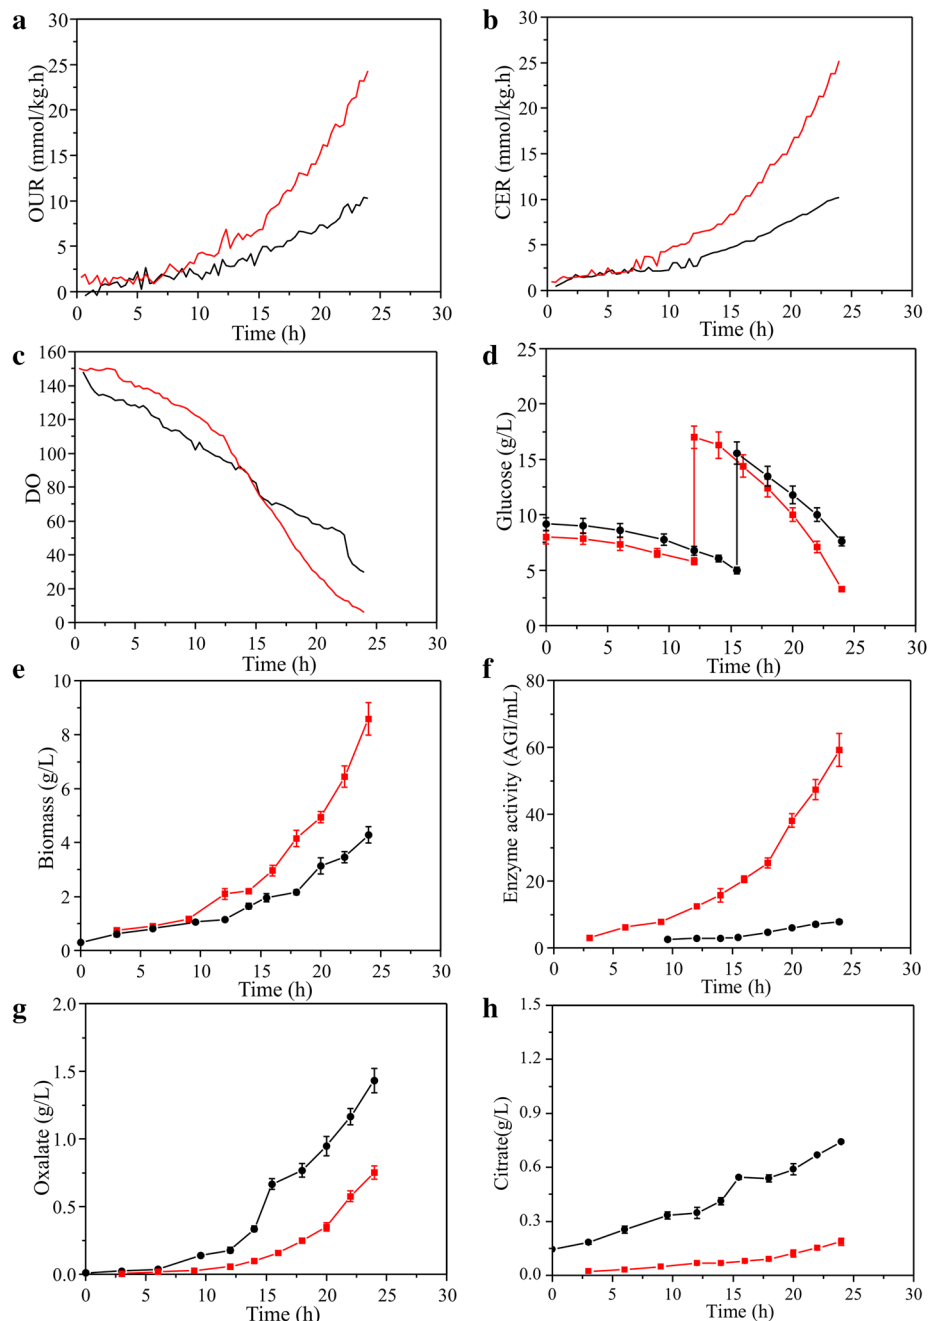 a
30
25
20
15
10
5
0
OUR (mmol/kg.h)
0 5 10 15 20 25 30
Time (h)
b
30
25
20
15
10
5
0
CER (mmol/kg.h)
0 5 10 15 20 25 30
Time (h)
c
160
140
120
100
80
60
40
20
0
DO
0 5 10 15 20 25 30
Time (h)
d
25
20
15
10
5
0
Glucose (g/L)
0 5 10 15 20 25 30
Time (h)
e
10
8
6
4
2
0
Biomass (g/L)
0 5 10 15 20 25 30
Time (h)
f
80
60
40
20
0
Enzyme activity (AGI/mL)
0 5 10 15 20 25 30
Time (h)
g
2.0
1.5
1.0
0.5
0.0
Oxalate (g/L)
0 5 10 15 20 25 30
Time (h)
h
1.5
1.2
0.9
0.6
0.3
0.0
Citrate(g/L)
0 5 10 15 20 25 30
Time (h)